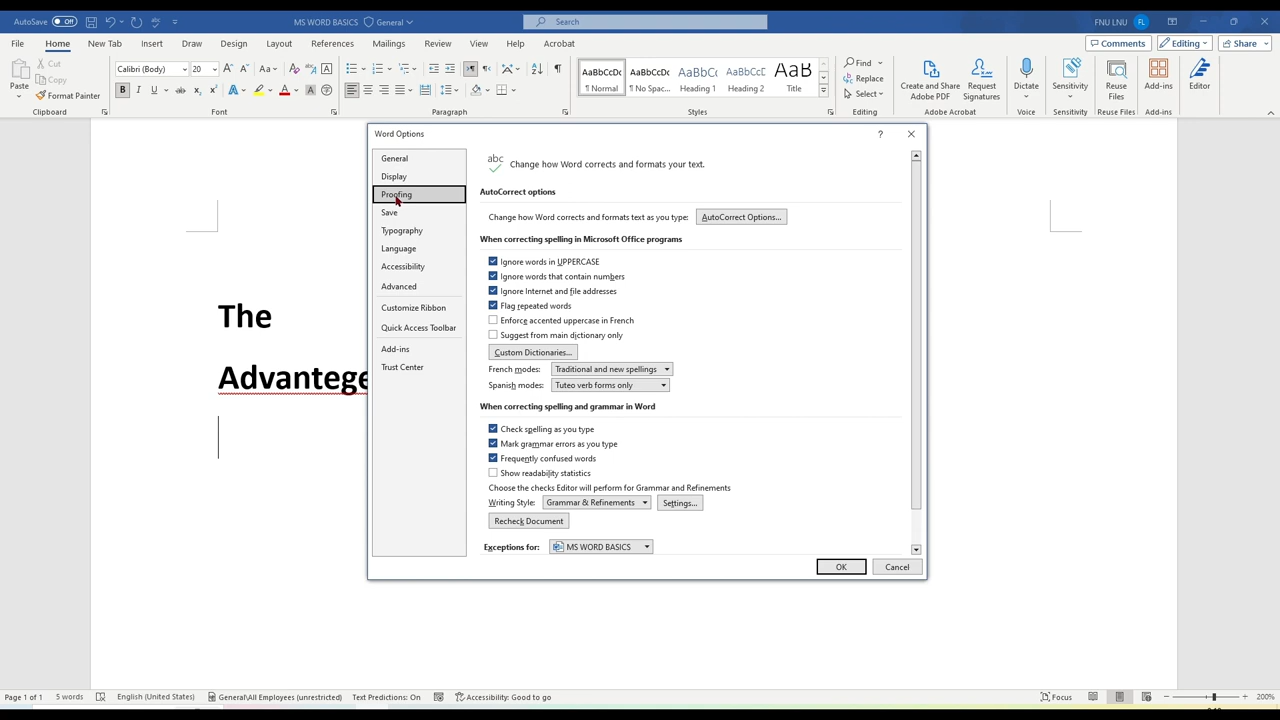 AutoSave Off MS WORD BASICS General Search FNU LNU FL
File Home New Tab Insert Draw Design Layout References Mailings Review View Help Acrobat Comments Editing Share
Paste Cut Copy Format Painter
Calibri (Body) 20
AaBbCcDc AaBbCcDc AaBbCcD AaBbCcD AaB
¶ Normal ¶ No Spac... Heading 1 Heading 2 Title
Find Replace Select
Create and Share Adobe PDF Request Signatures Dictate Sensitivity Reuse Files Add-ins Editor
Clipboard Font Paragraph Styles Editing Adobe Acrobat Voice Sensitivity Reuse Files Add-ins
Word Options ?
General
Display
Proofing
Save
Typography
Language
Accessibility
Advanced
Customize Ribbon
Quick Access Toolbar
Add-ins
Trust Center
abc Change how Word corrects and formats your text.
AutoCorrect options
Change how Word corrects and formats text as you type: AutoCorrect Options...
When correcting spelling in Microsoft Office programs
Ignore words in UPPERCASE
Ignore words that contain numbers
Ignore Internet and file addresses
Flag repeated words
Enforce accented uppercase in French
Suggest from main dictionary only
Custom Dictionaries...
French modes: Traditional and new spellings
Spanish modes: Tuteo verb forms only
When correcting spelling and grammar in Word
Check spelling as you type
Mark grammar errors as you type
Frequently confused words
Show readability statistics
Choose the checks Editor will perform for Grammar and Refinements
Writing Style: Grammar & Refinements Settings...
Recheck Document
Exceptions for: MS WORD BASICS
OK Cancel
The
Advantege
Page 1 of 1 5 words English (United States) General\All Employees (unrestricted) Text Predictions: On Accessibility: Good to go Focus 200%